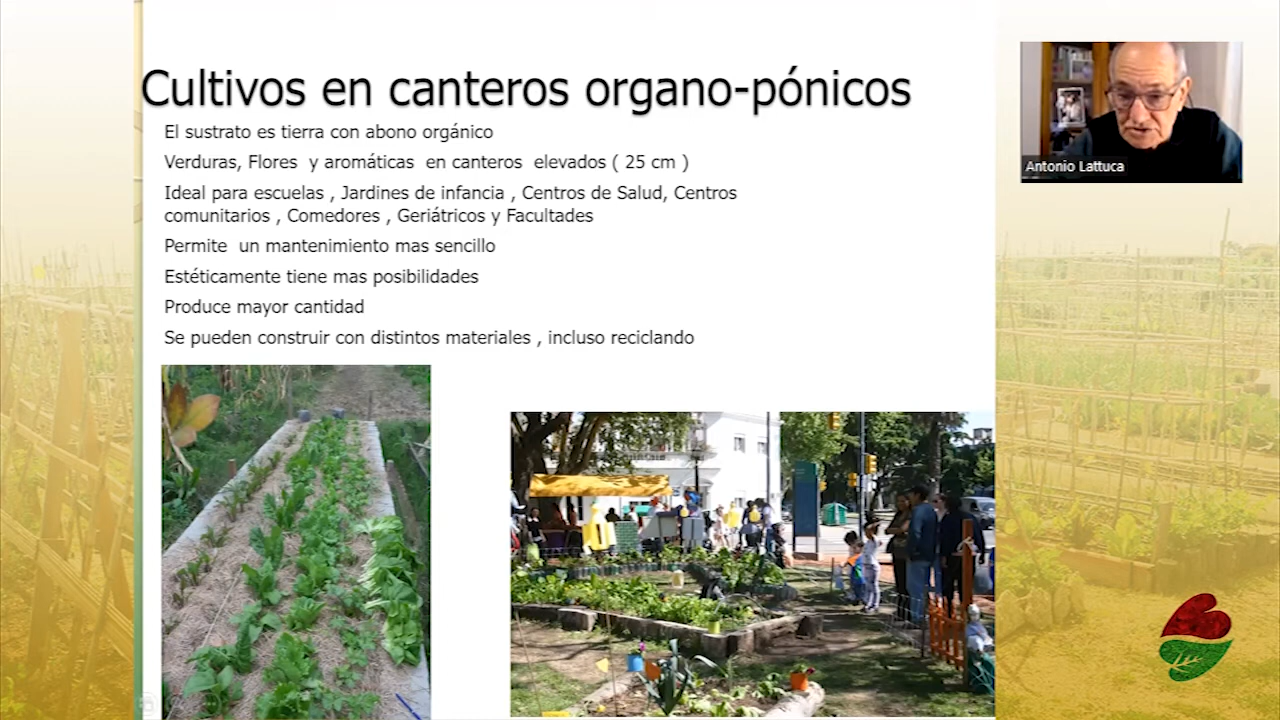 Cultivos en canteros organo-pónicos
El sustrato es tierra con abono orgánico
Verduras, Flores y aromáticas en canteros elevados ( 25 cm )
Ideal para escuelas , Jardines de infancia , Centros de Salud, Centros
comunitarios , Comedores , Geriátricos y Facultades
Permite un mantenimiento mas sencillo
Estéticamente tiene mas posibilidades
Produce mayor cantidad
Se pueden construir con distintos materiales , incluso reciclando
Antonio Lattuca